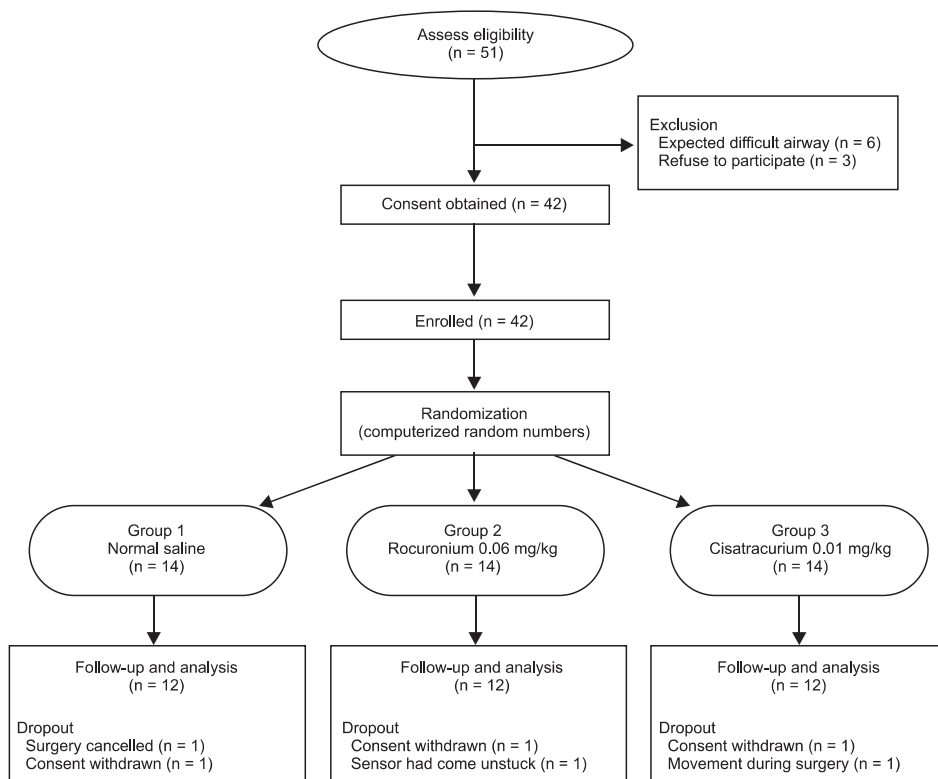 Assess eligibility
(n = 51)
Exclusion
Expected difficult airway (n = 6)
Refuse to participate (n = 3)
Consent obtained (n = 42)
Enrolled (n = 42)
Randomization
(computerized random numbers)
Group 1
Normal saline
(n = 14)
Group 2
Rocuronium 0.06 mg/kg
(n = 14)
Group 3
Cisatracurium 0.01 mg/kg
(n = 14)
Follow-up and analysis
(n = 12)
Dropout
Surgery cancelled (n = 1)
Consent withdrawn (n = 1)
Follow-up and analysis
(n = 12)
Dropout
Consent withdrawn (n = 1)
Sensor had come unstuck (n = 1)
Follow-up and analysis
(n = 12)
Dropout
Consent withdrawn (n = 1)
Movement during surgery (n = 1)